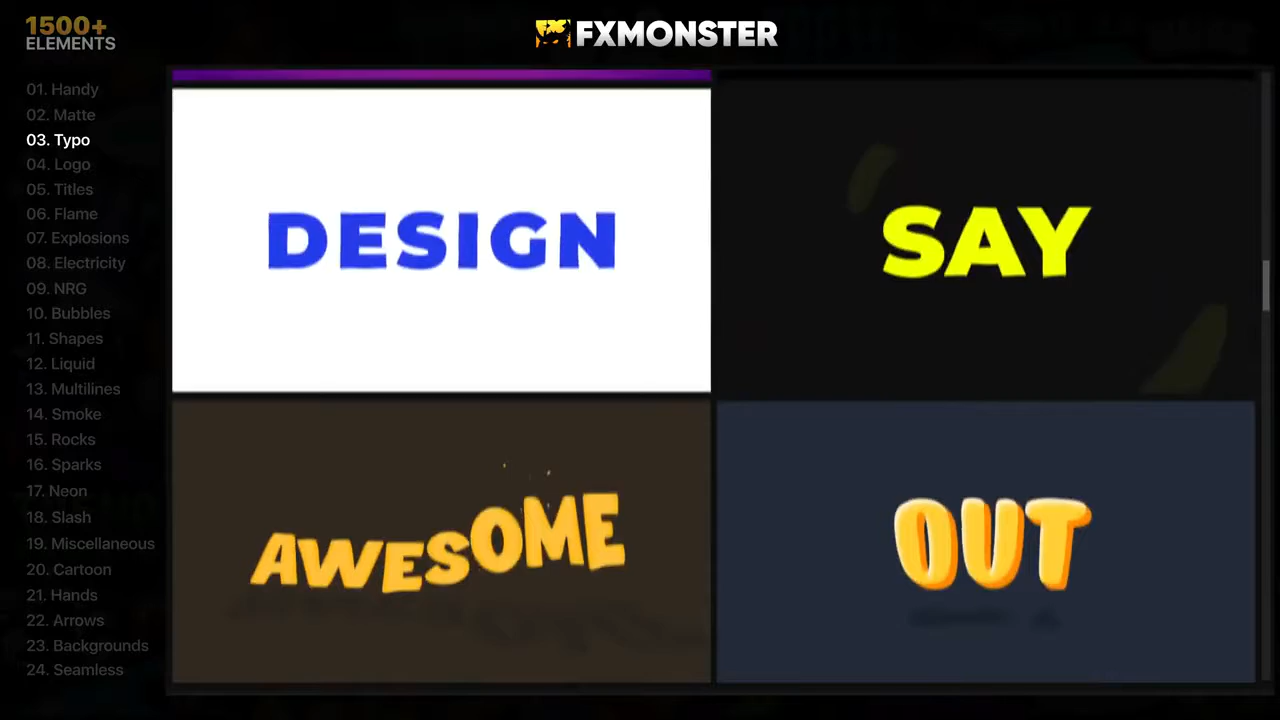 1500+
ELEMENTS
FXMONSTER
01. Handy
02. Matte
03. Typo
04. Logo
05. Titles
06. Flame
07. Explosions
08. Electricity
09. NRG
10. Bubbles
11. Shapes
12. Liquid
13. Multilines
14. Smoke
15. Rocks
16. Sparks
17. Neon
18. Slash
19. Miscellaneous
20. Cartoon
21. Hands
22. Arrows
23. Backgrounds
24. Seamless
DESIGN
SAY
AWESOME
OUT